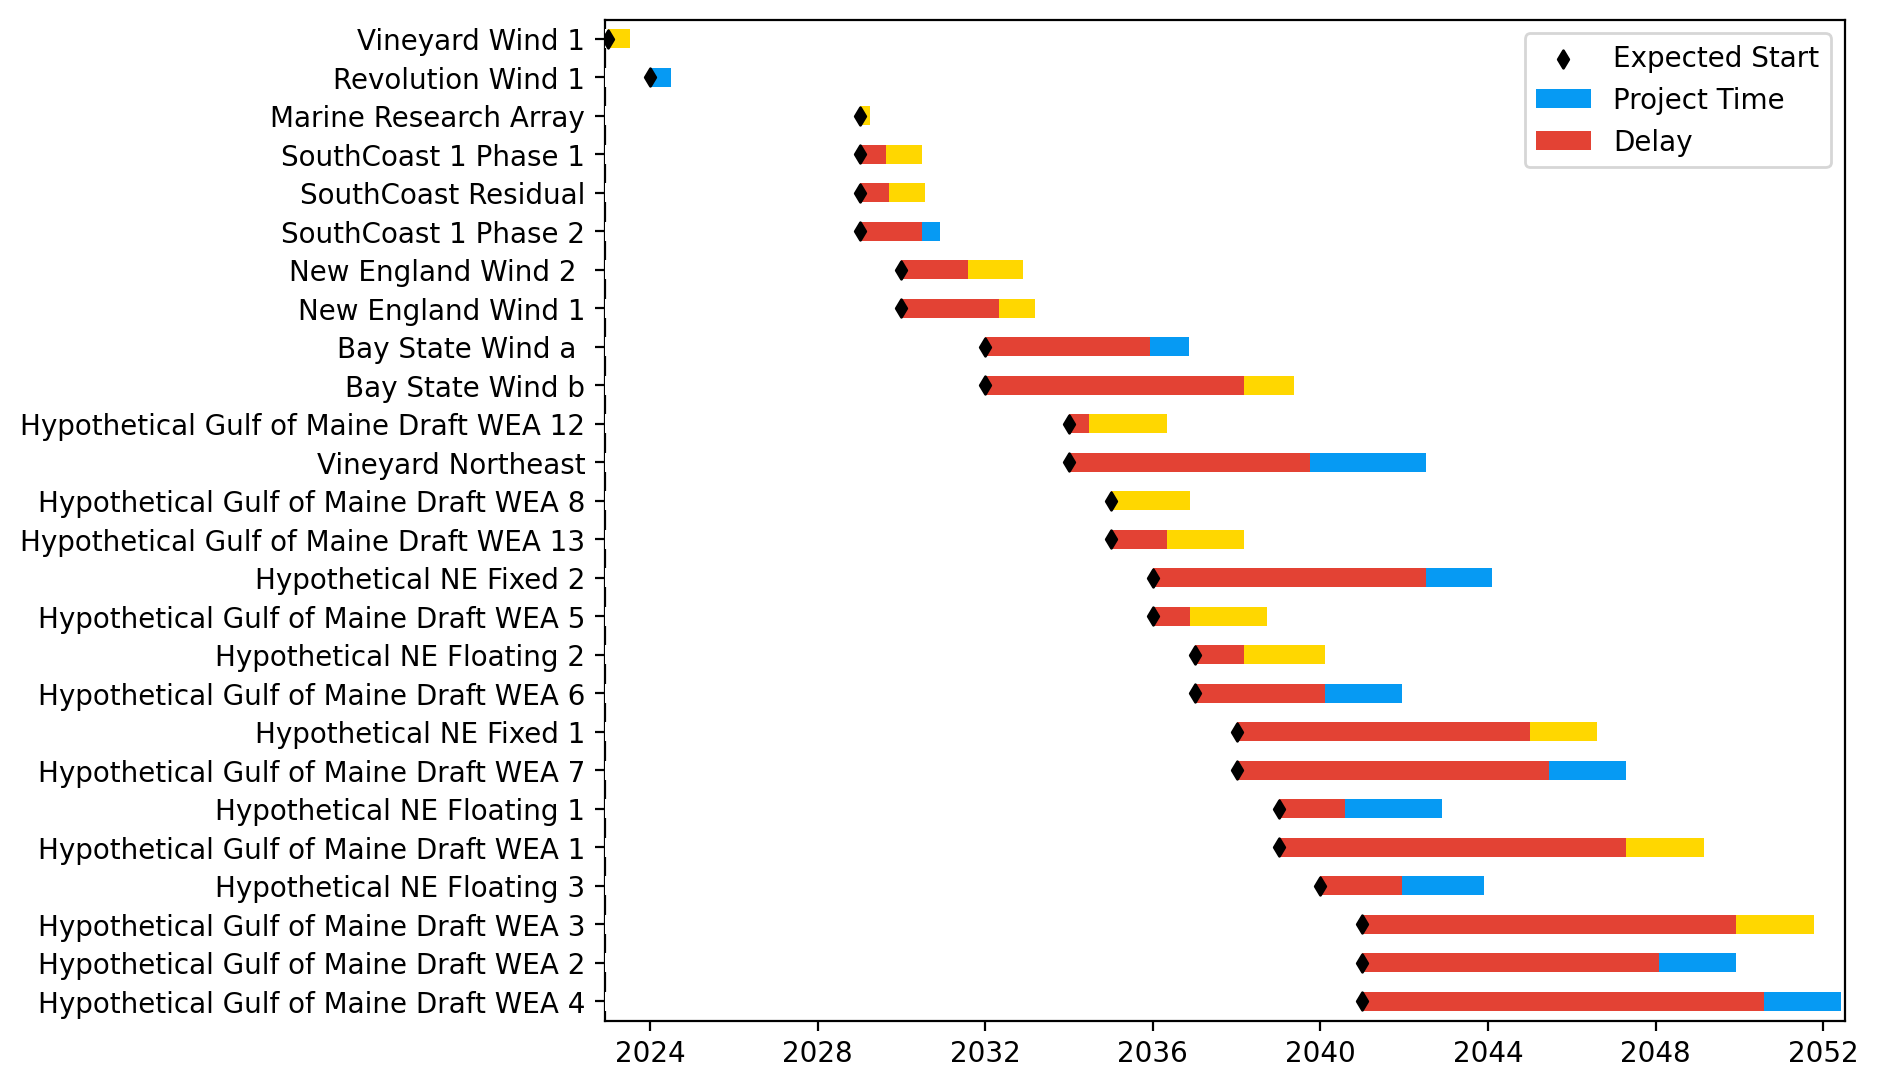 Vineyard Wind 1
Revolution Wind 1
Marine Research Array
SouthCoast 1 Phase 1
SouthCoast Residual
SouthCoast 1 Phase 2
New England Wind 2
New England Wind 1
Bay State Wind a
Bay State Wind b
Hypothetical Gulf of Maine Draft WEA 12
Vineyard Northeast
Hypothetical Gulf of Maine Draft WEA 8
Hypothetical Gulf of Maine Draft WEA 13
Hypothetical NE Fixed 2
Hypothetical Gulf of Maine Draft WEA 5
Hypothetical NE Floating 2
Hypothetical Gulf of Maine Draft WEA 6
Hypothetical NE Fixed 1
Hypothetical Gulf of Maine Draft WEA 7
Hypothetical NE Floating 1
Hypothetical Gulf of Maine Draft WEA 1
Hypothetical NE Floating 3
Hypothetical Gulf of Maine Draft WEA 3
Hypothetical Gulf of Maine Draft WEA 2
Hypothetical Gulf of Maine Draft WEA 4
Expected Start
Project Time
Delay
2024 2028 2032 2036 2040 2044 2048 2052